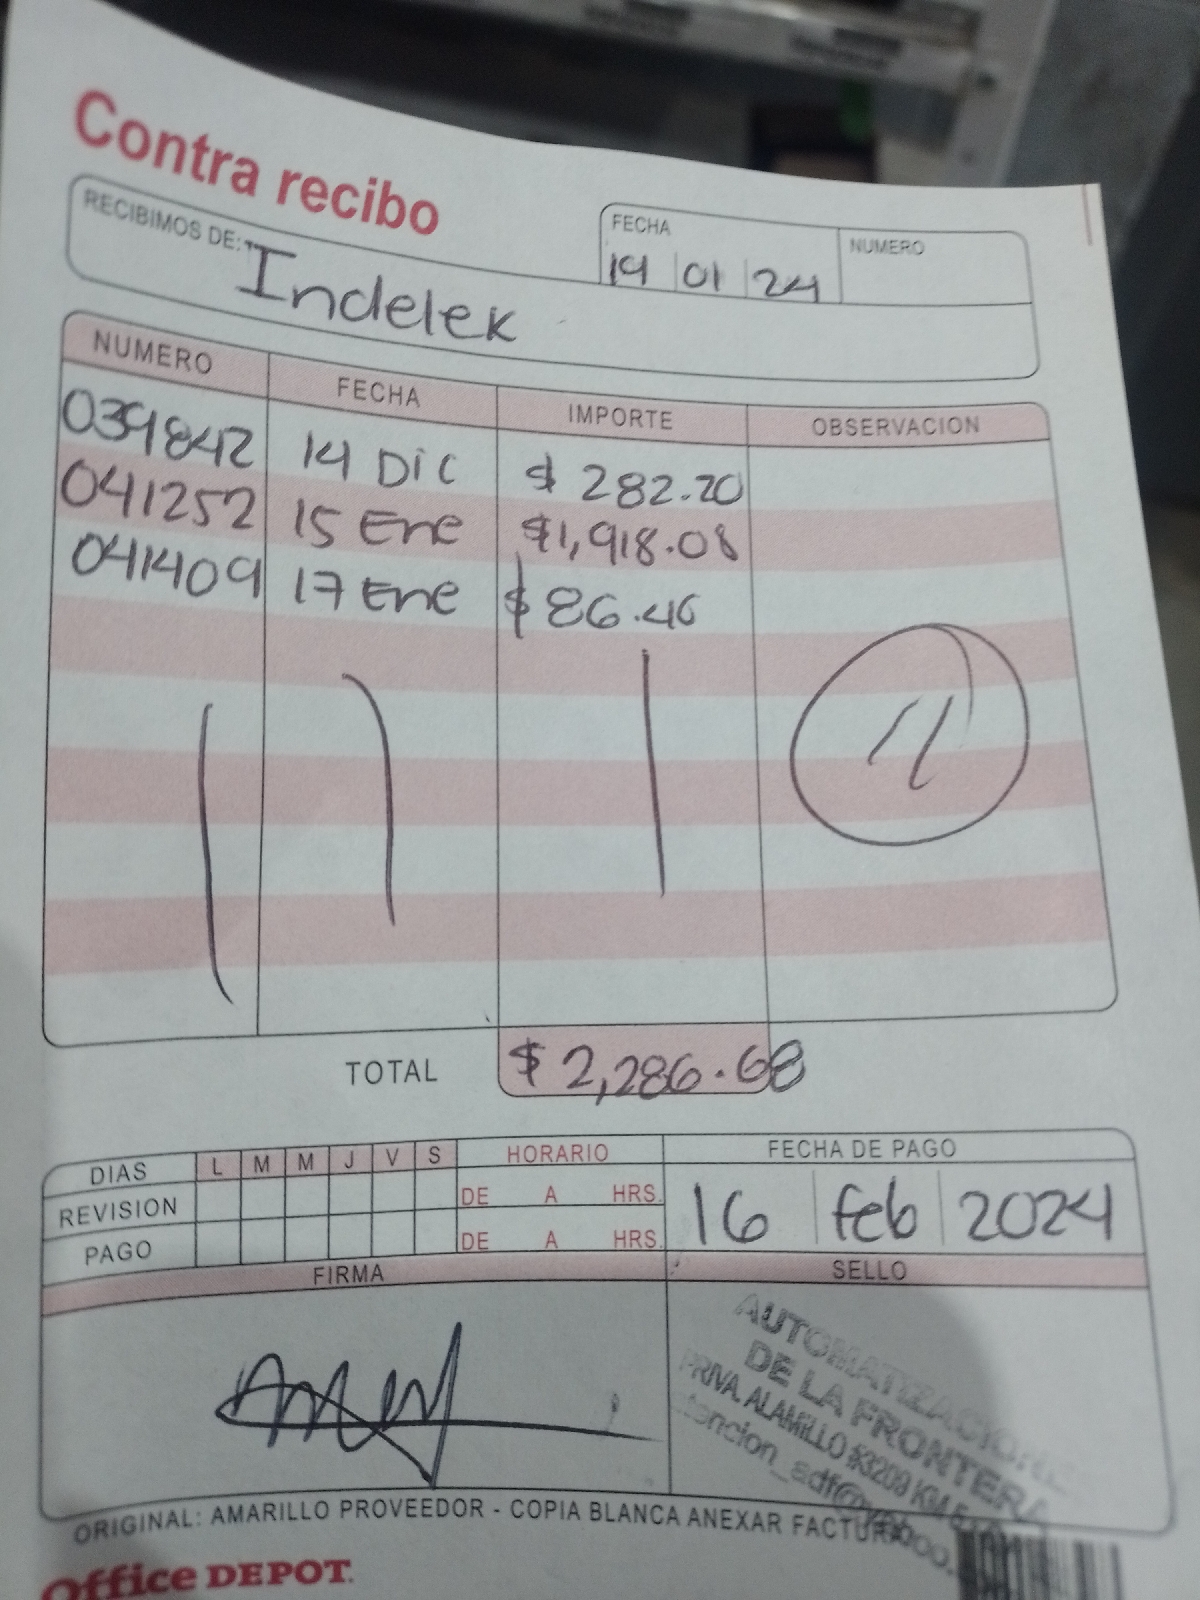 Contra recibo
RECIBIMOS DE: Indelek
FECHA 19 01 24
NUMERO
NUMERO FECHA IMPORTE OBSERVACION
039842 14 Dic $ 282.20
041252 15 Ene $1,918.08
041409 17 Ene $86.40
TOTAL $ 2,286.68
DIAS L M M J V S HORARIO FECHA DE PAGO
REVISION DE A HRS. 16 feb 2024
PAGO DE A HRS.
FIRMA SELLO
AUTOMATIZACIONES
DE LA FRONTERA
PRIVA. ALAMILLO #3209 KM
ORIGINAL: AMARILLO PROVEEDOR - COPIA BLANCA ANEXAR FACTURA
Office DEPOT